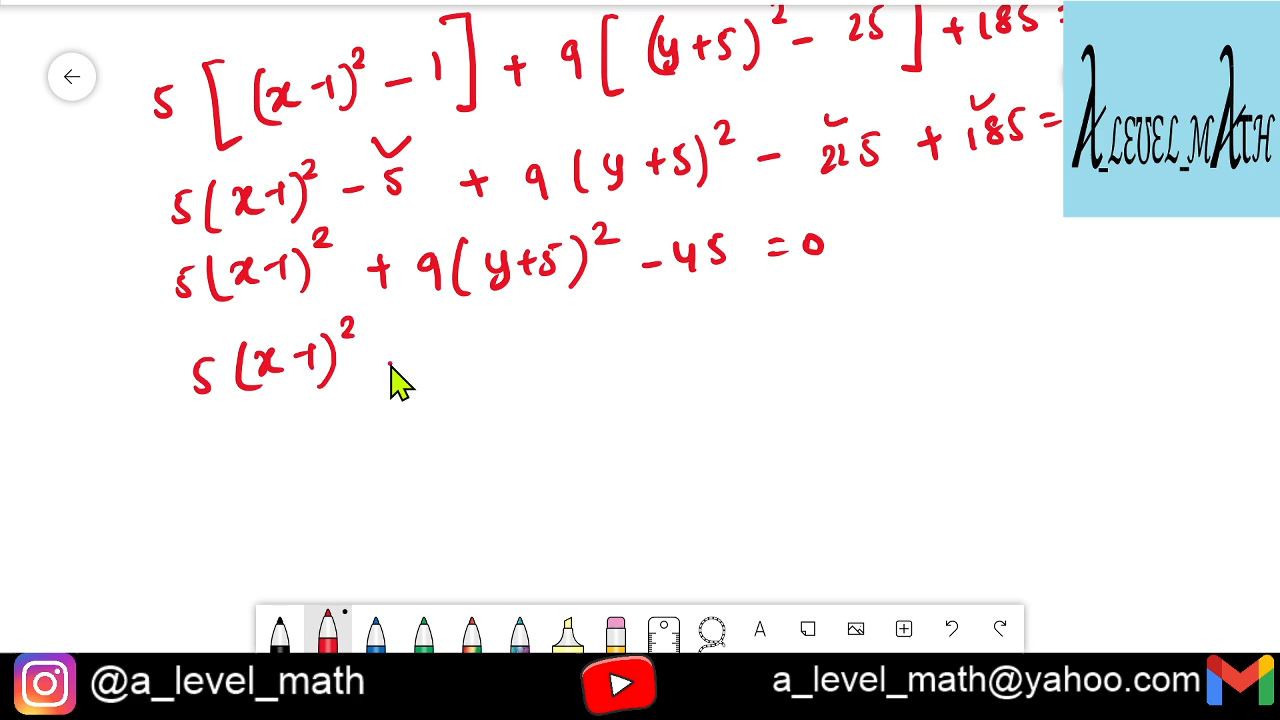 5 [ (x-1)² - 1 ] + 9 [ (y+5)² - 25 ] + 185 =
5(x-1)² - 5 + 9(y+5)² - 225 + 185 =
5(x-1)² + 9(y+5)² - 45 = 0
5(x-1)²
A_LEVEL_MATH
A
@a_level_math
a_level_math@yahoo.com